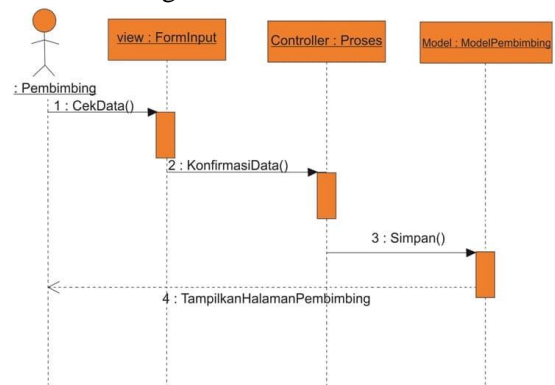 view : FormInput
Controller : Proses
Model : ModelPembimbing
: Pembimbing
1 : CekData()
2 : KonfirmasiData()
3 : Simpan()
4 : TampilkanHalamanPembimbing